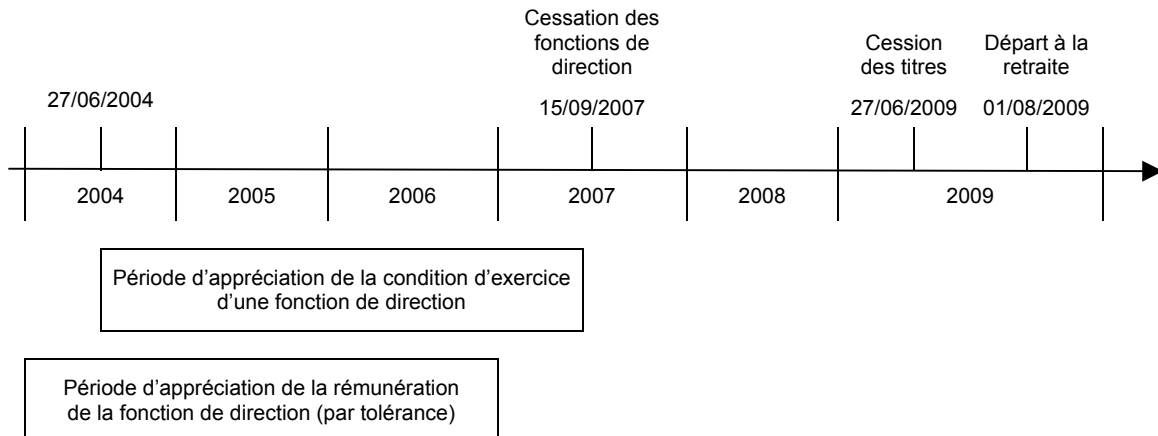 Cessation des
fonctions de
direction
Cession
des titres
Départ à la
retraite
27/06/2004
15/09/2007
27/06/2009
01/08/2009
2004
2005
2006
2007
2008
2009
Période d’appréciation de la condition d’exercice
d’une fonction de direction
Période d’appréciation de la rémunération
de la fonction de direction (par tolérance)